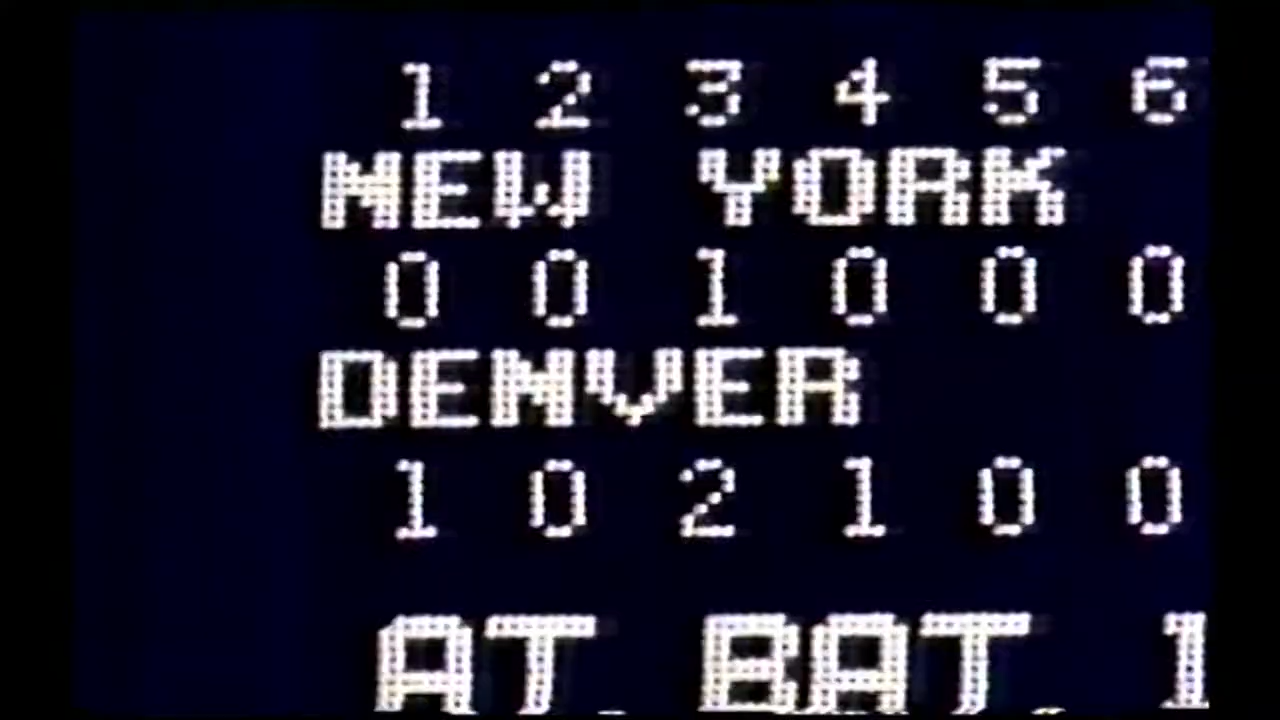 1 2 3 4 5 6
NEW YORK
0 0 1 0 0 0
DENVER
1 0 2 1 0 0
AT BAT 1